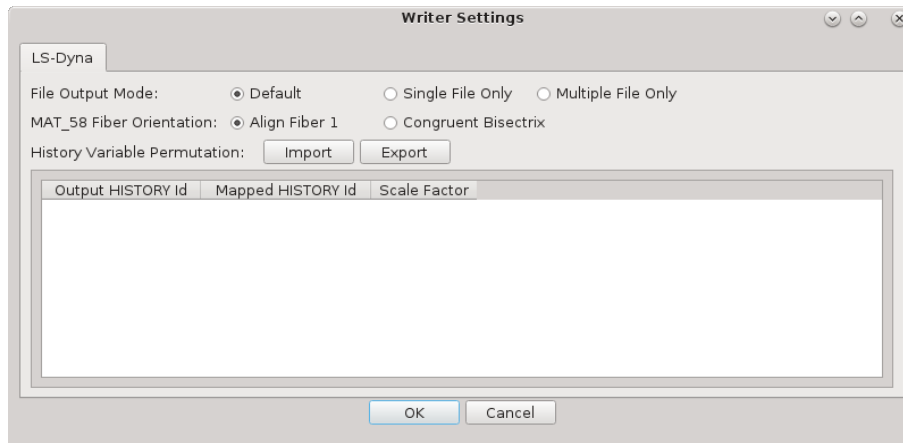 Writer Settings
LS-Dyna
File Output Mode: Default Single File Only Multiple File Only
MAT_58 Fiber Orientation: Align Fiber 1 Congruent Bisectrix
History Variable Permutation: Import Export
Output HISTORY Id Mapped HISTORY Id Scale Factor
OK Cancel